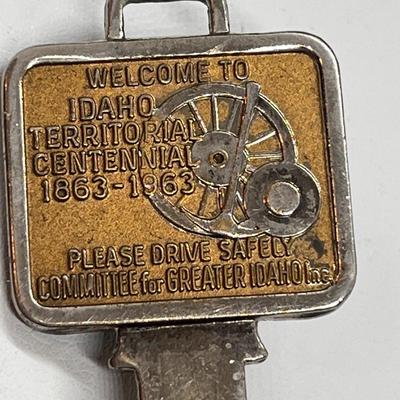 WELCOME TO
IDAHO
TERRITORIAL
CENTENNIAL
1863-1963
PLEASE DRIVE SAFELY
COMMITTEE for GREATER IDAHO Inc.